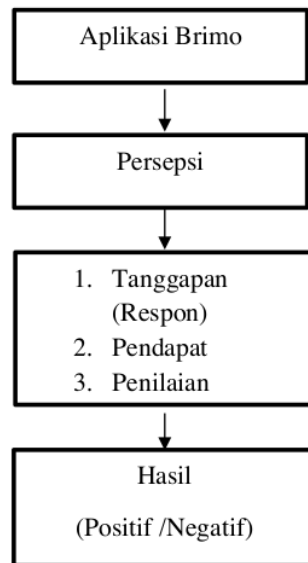 Aplikasi Brimo
Persepsi
1. Tanggapan
(Respon)
2. Pendapat
3. Penilaian
Hasil
(Positif /Negatif)